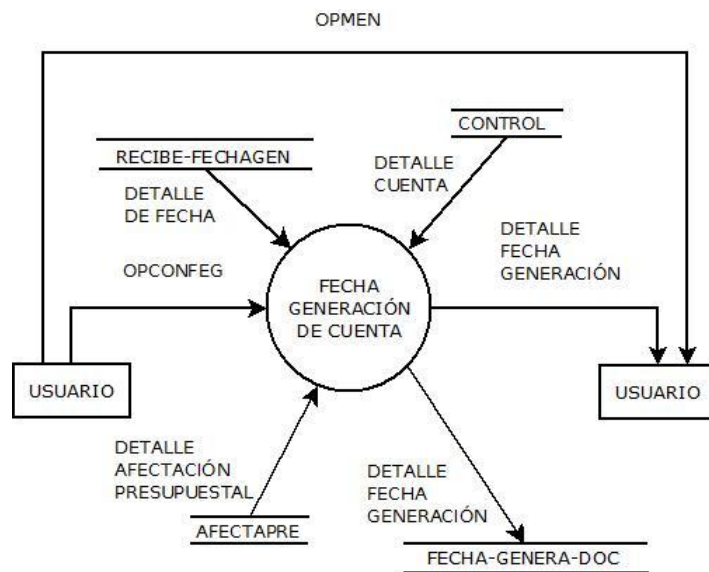 OPMEN
CONTROL
RECIBE-FECHAGEN
DETALLE
CUENTA
DETALLE
DE FECHA
DETALLE
FECHA
GENERACIÓN
OPCONFEG
FECHA
GENERACIÓN
DE CUENTA
USUARIO
USUARIO
DETALLE
AFECTACIÓN
PRESUPUESTAL
DETALLE
FECHA
GENERACIÓN
AFECTAPRE
FECHA-GENERA-DOC